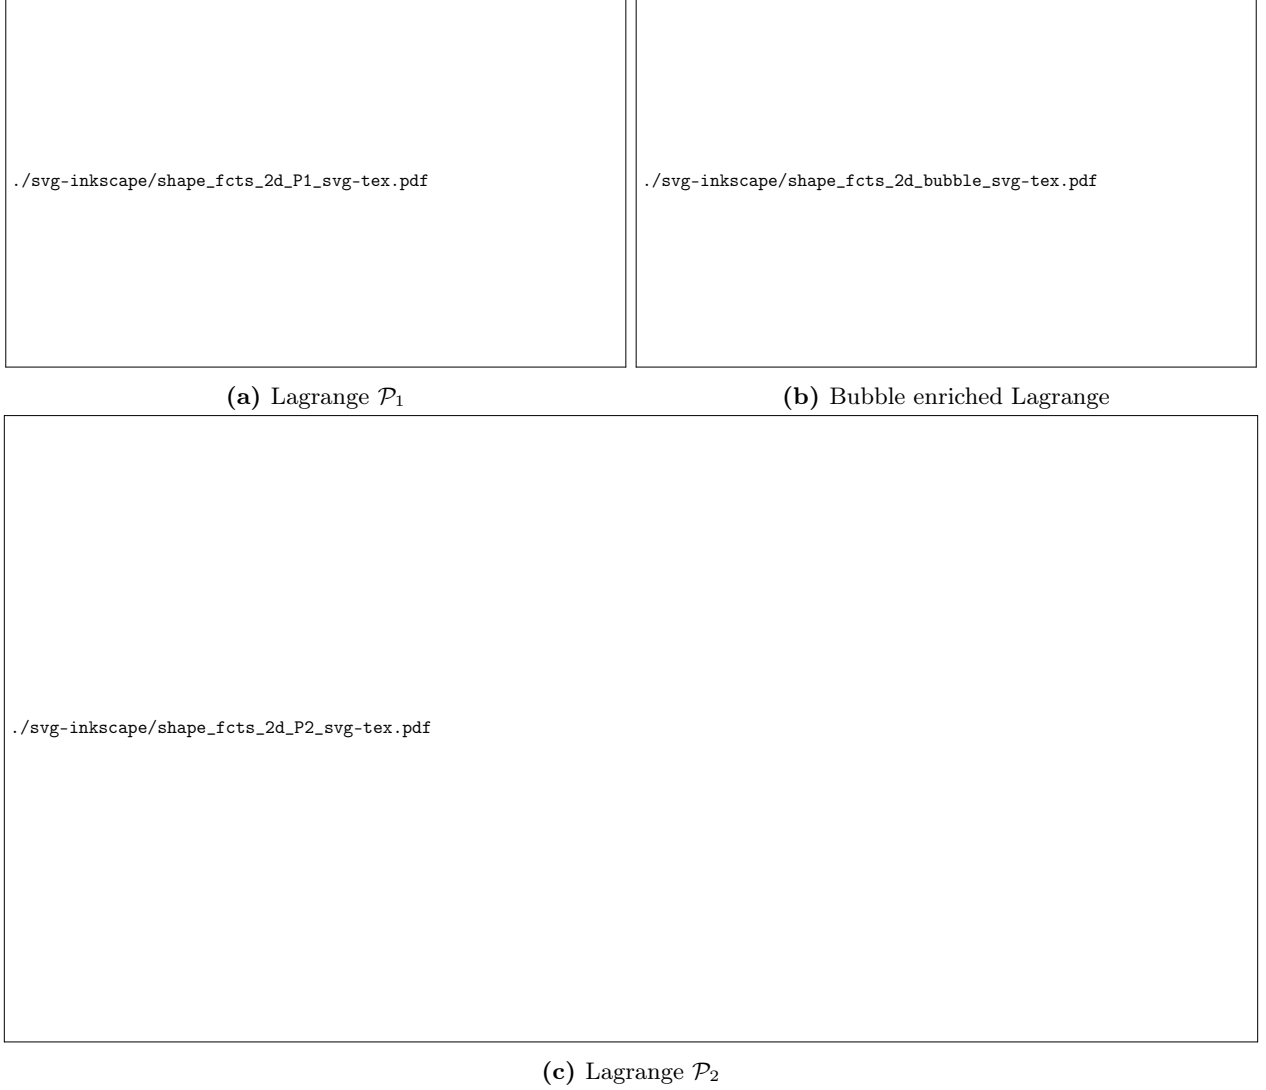 ./svg-inkscape/shape_fcts_2d_P1_svg-tex.pdf
./svg-inkscape/shape_fcts_2d_bubble_svg-tex.pdf
(a) Lagrange 𝒫₁
(b) Bubble enriched Lagrange
./svg-inkscape/shape_fcts_2d_P2_svg-tex.pdf
(c) Lagrange 𝒫₂